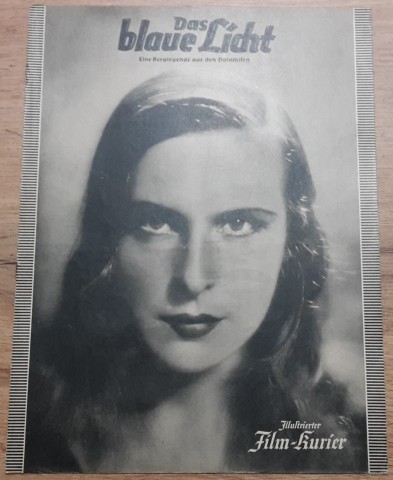 Das
blaue Licht
Eine Berglegende aus den Dolomiten
Illustrierter
Film-Kurier